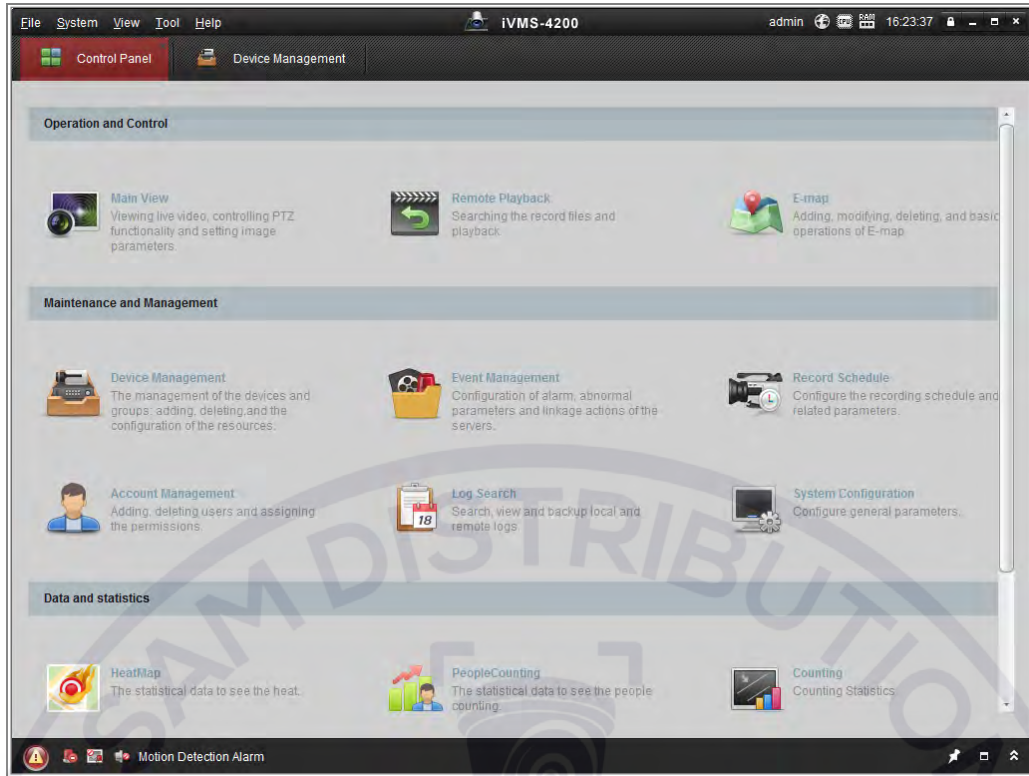 File System View Tool Help iVMS-4200 admin CPU RAM 16:23:37
Control Panel Device Management
Operation and Control
Main View
Viewing live video, controlling PTZ
functionality and setting image
parameters.
Remote Playback
Searching the record files and
playback.
E-map
Adding, modifying, deleting, and basic
operations of E-map.
Maintenance and Management
Device Management
The management of the devices and
groups: adding, deleting,and the
configuration of the resources.
Event Management
Configuration of alarm, abnormal
parameters and linkage actions of the
servers.
Record Schedule
Configure the recording schedule and
related parameters.
Account Management
Adding, deleting users and assigning
the permissions.
18
Log Search
Search, view and backup local and
remote logs
System Configuration
Configure general parameters.
Data and statistics
HeatMap
The statistical data to see the heat.
PeopleCounting
The statistical data to see the people
counting.
Counting
Counting Statistics
Motion Detection Alarm
SAM DISTRIBUTION